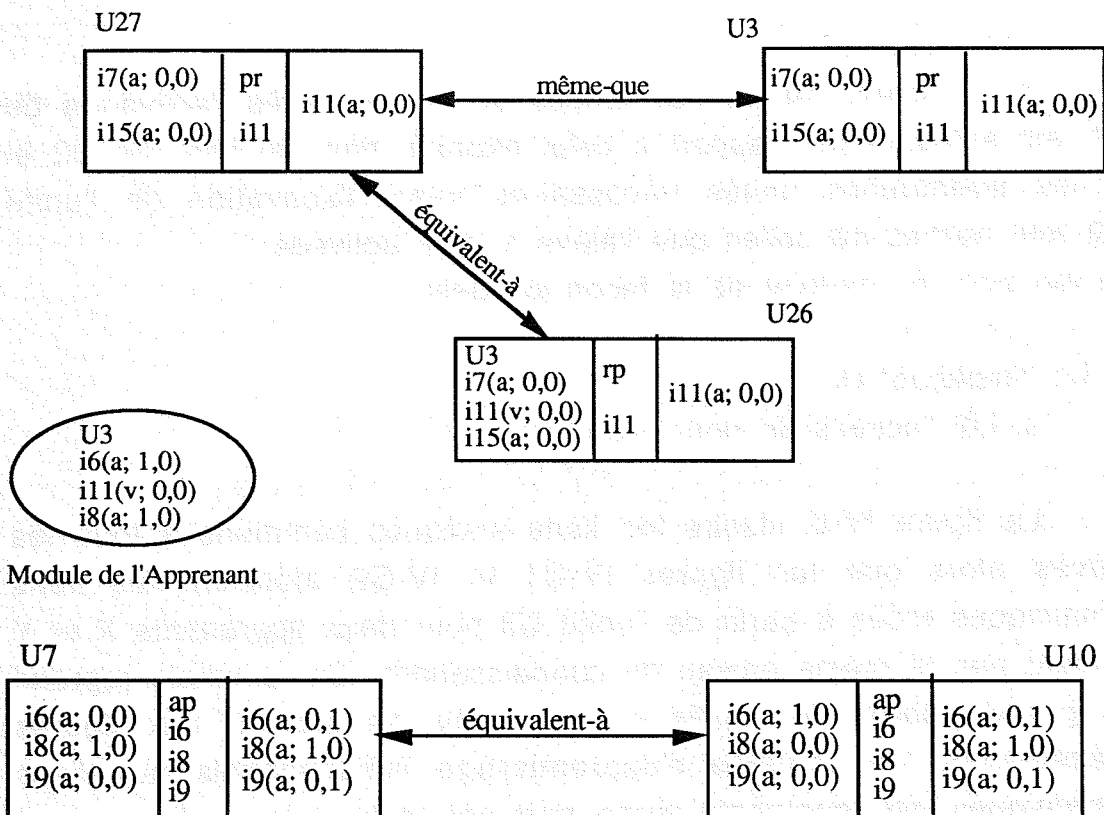 U27
i7(a; 0,0)
i15(a; 0,0)
pr
i11
i11(a; 0,0)
même-que
U3
i7(a; 0,0)
i15(a; 0,0)
pr
i11
i11(a; 0,0)
équivalent-à
U26
U3
i7(a; 0,0)
i11(v; 0,0)
i15(a; 0,0)
rp
i11
i11(a; 0,0)
U3
i6(a; 1,0)
i11(v; 0,0)
i8(a; 1,0)
Module de l'Apprenant
U7
i6(a; 0,0)
i8(a; 1,0)
i9(a; 0,0)
ap
i6
i8
i9
i6(a; 0,1)
i8(a; 1,0)
i9(a; 0,1)
équivalent-à
U10
i6(a; 1,0)
i8(a; 0,0)
i9(a; 0,0)
ap
i6
i8
i9
i6(a; 0,1)
i8(a; 1,0)
i9(a; 0,1)